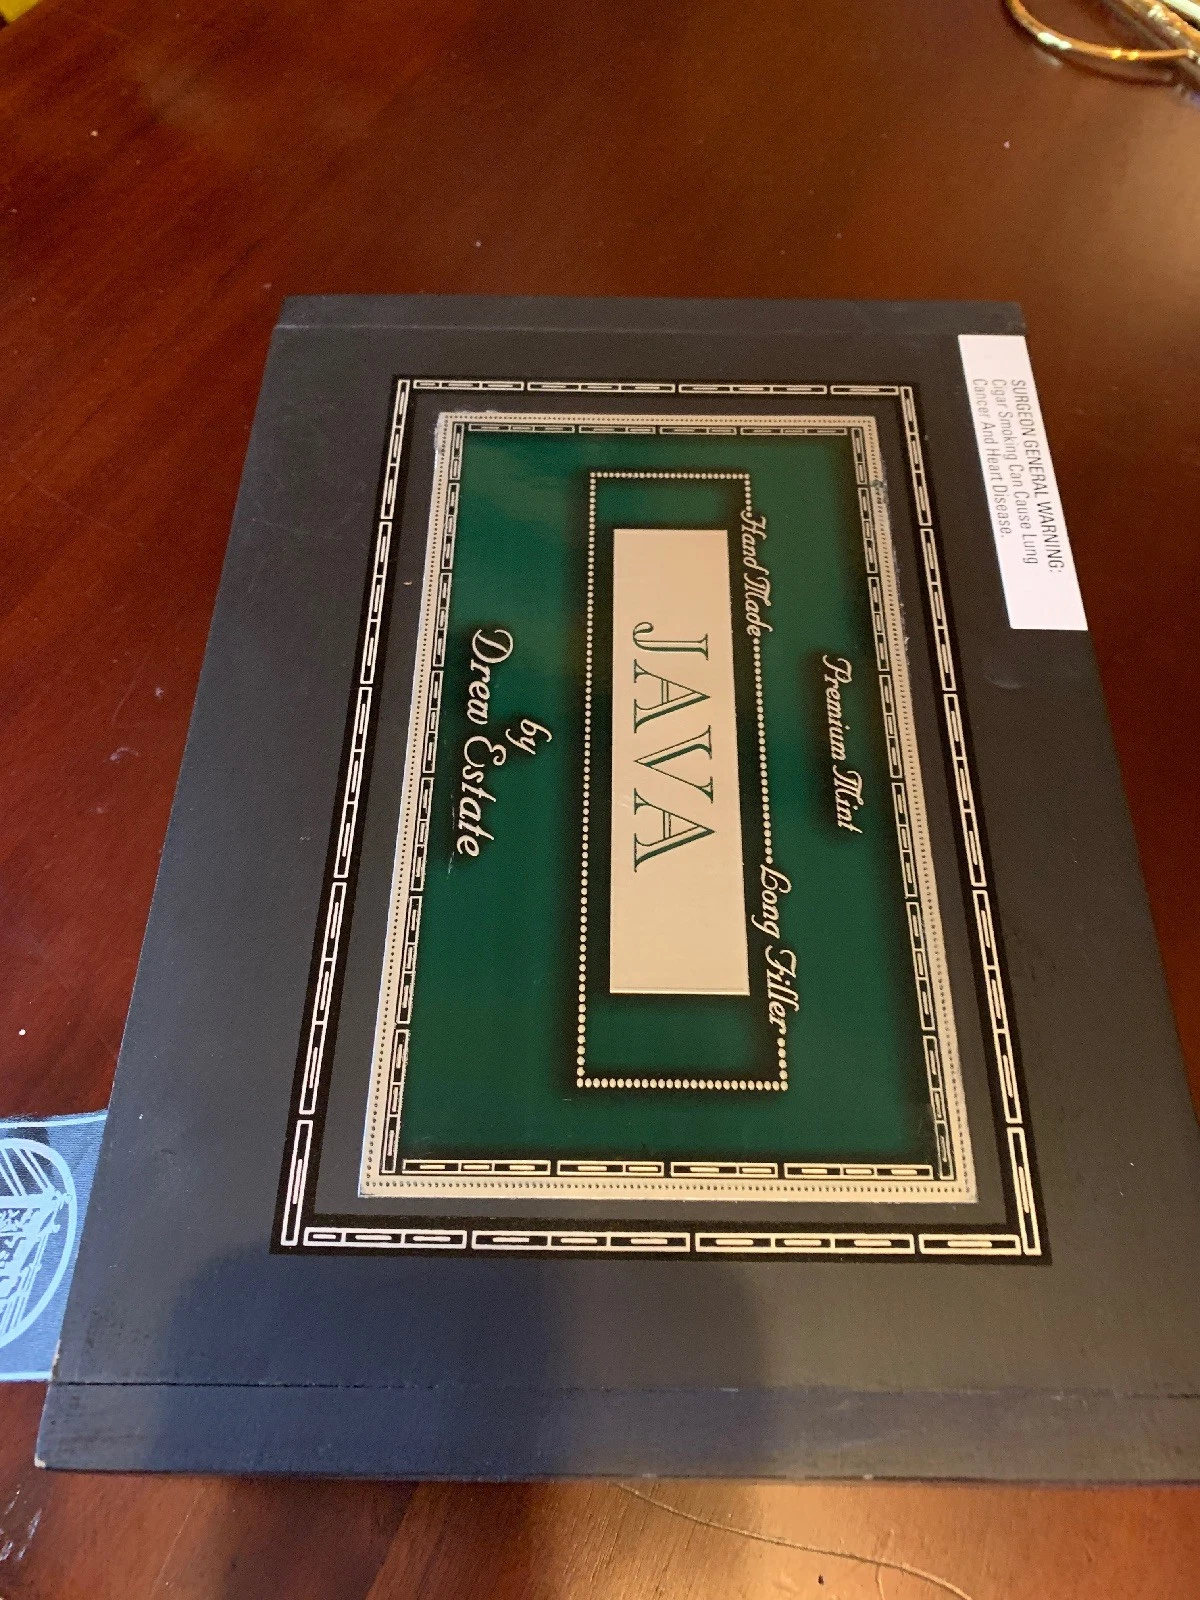 SURGEON GENERAL WARNING:
Cigar Smoking Can Cause Lung
Cancer And Heart Disease.
Premium Mint
Hand Made Long Filler
JAVA
by
Drew Estate